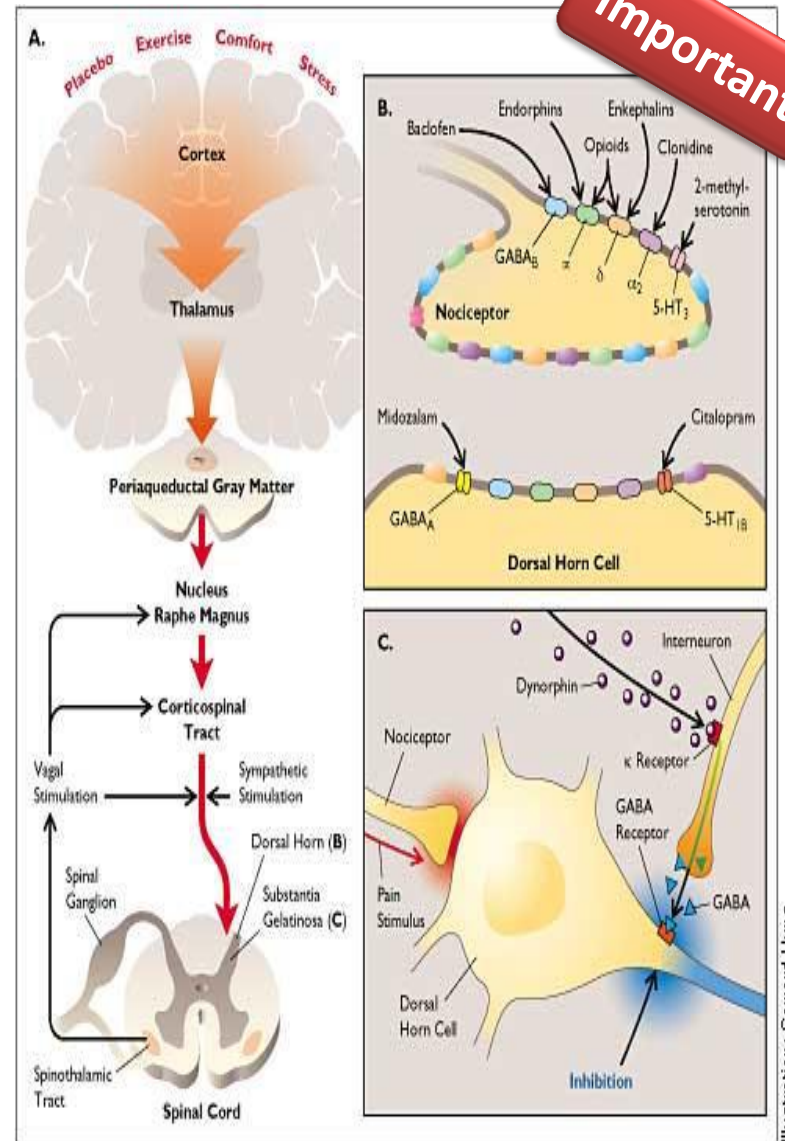 Important
A.
Placebo
Exercise
Comfort
Stress
Cortex
Thalamus
Periaqueductal Gray Matter
Nucleus
Raphe Magnus
Corticospinal
Tract
Vagal
Stimulation
Sympathetic
Stimulation
Dorsal Horn (B)
Spinal
Ganglion
Substantia
Gelatinosa (C)
Spinothalamic
Tract
Spinal Cord
B.
Endorphins
Enkephalins
Baclofen
Opioids
Clonidine
2-methyl-
serotonin
GABAB
δ
α2
5-HT3
Nociceptor
Midozalam
Citalopram
GABAA
5-HT1B
Dorsal Horn Cell
C.
Interneuron
Dynorphin
Nociceptor
κ Receptor
GABA
Receptor
Pain
Stimulus
GABA
Dorsal
Horn Cell
Inhibition